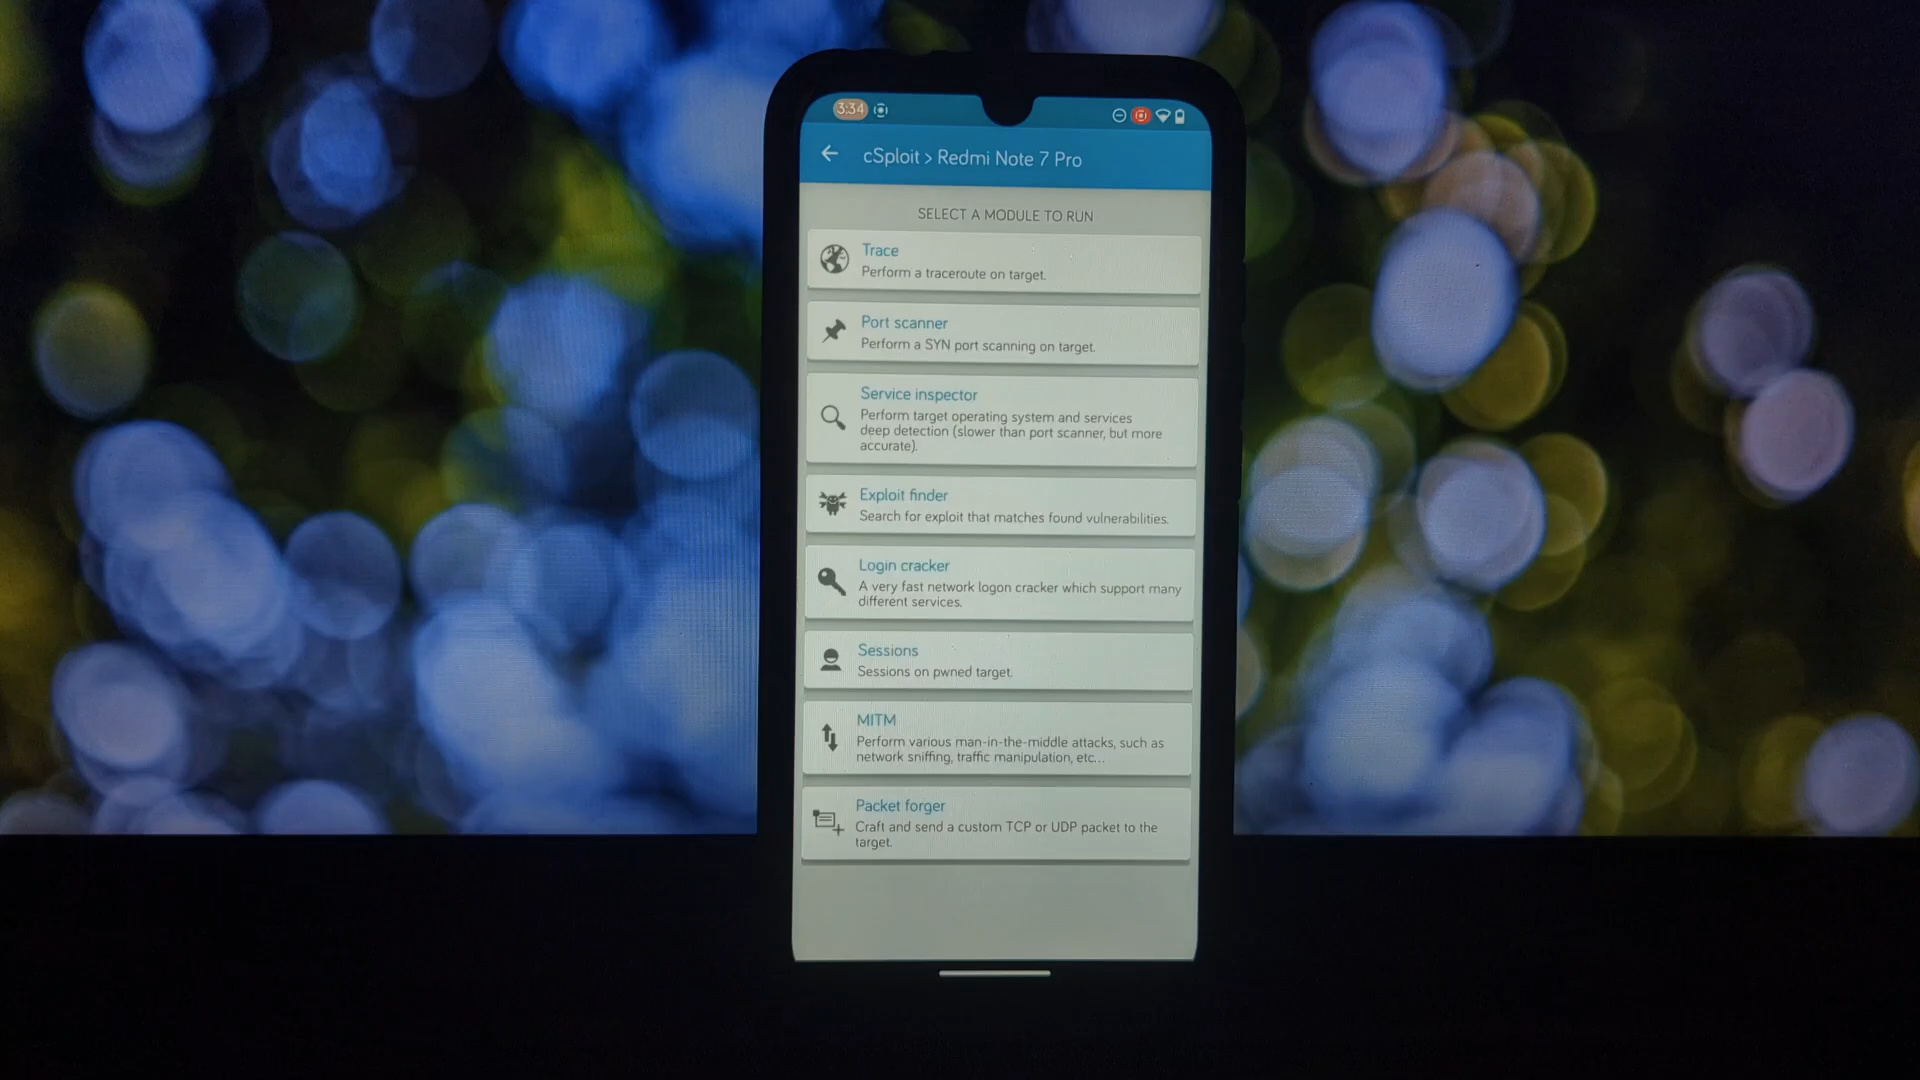 3:34
cSploit > Redmi Note 7 Pro
SELECT A MODULE TO RUN
Trace
Perform a traceroute on target.
Port scanner
Perform a SYN port scanning on target.
Service inspector
Perform target operating system and services
deep detection (slower than port scanner, but more
accurate).
Exploit finder
Search for exploit that matches found vulnerabilities.
Login cracker
A very fast network logon cracker which support many
different services.
Sessions
Sessions on pwned target.
MITM
Perform various man-in-the-middle attacks, such as
network sniffing, traffic manipulation, etc...
Packet forger
Craft and send a custom TCP or UDP packet to the
target.